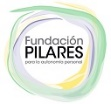 Fundación
PILARES
para la autonomía personal